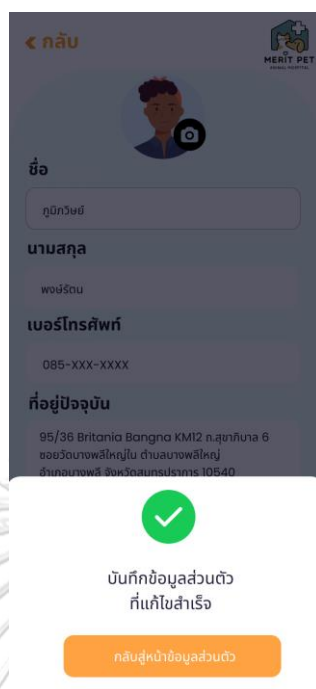 กลับ
MERIT PET
ANIMAL HOSPITAL
ชื่อ
ภูมิกวิษย์
นามสกุล
พงษ์รัตน
เบอร์โทรศัพท์
085-XXX-XXXX
ที่อยู่ปัจจุบัน
95/36 Britania Bangna KM12 ถ.สุขาภิบาล 6
ซอยวัดบางพลีใหญ่ใน ตำบลบางพลีใหญ่
อำเภอบางพลี จังหวัดสมุทรปราการ 10540
บันทึกข้อมูลส่วนตัว
ที่แก้ไขสำเร็จ
กลับสู่หน้าข้อมูลส่วนตัว